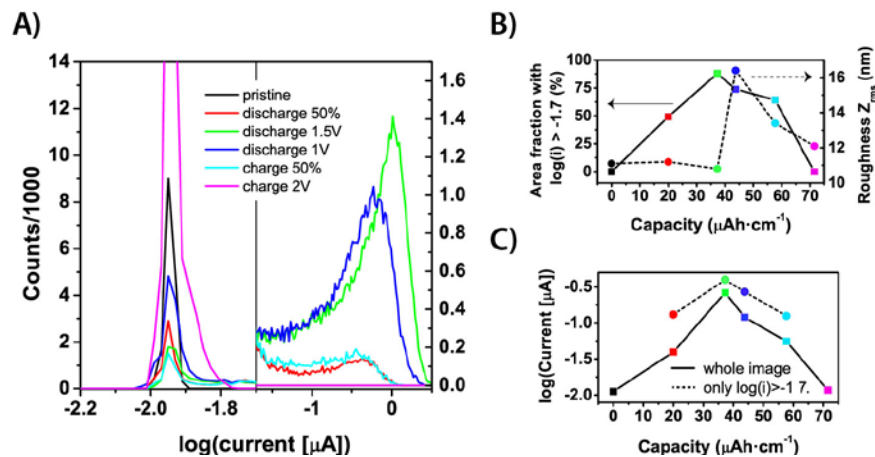 A)
14
12
10
8
6
4
2
0
Counts/1000
pristine
discharge 50%
discharge 1.5V
discharge 1V
charge 50%
charge 2V
1.6
1.4
1.2
1.0
0.8
0.6
0.4
0.2
0.0
-2.2 -2.0 -1.8 -1 0
log(current [µA])
B)
Area fraction with
log(i) > -1.7 (%)
100
75
50
25
0
16
14
12
10
Roughness Zrms (nm)
0 10 20 30 40 50 60 70
Capacity (µAh·cm⁻¹)
C)
log(Current [µA])
-0.5
-1.0
-1.5
-2.0
whole image
only log(i)>-1 7.
0 10 20 30 40 50 60 70
Capacity (µAh·cm⁻¹)